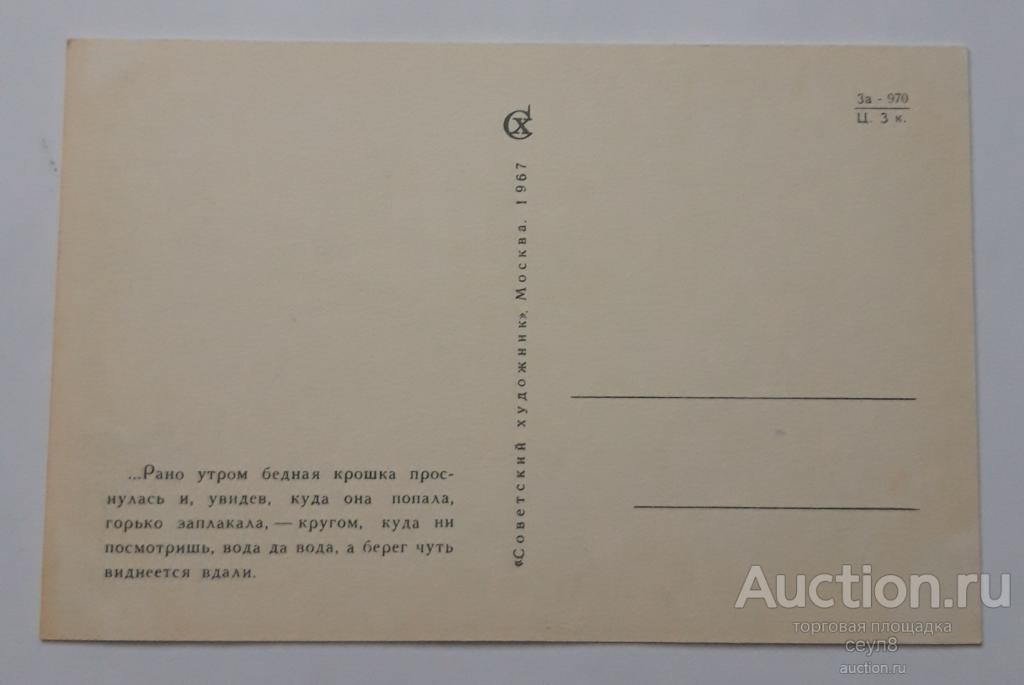 За - 970
Ц. 3 к.
СХ
«Советский художник», Москва. 1967
...Рано утром бедная крошка прос-
нулась и, увидев, куда она попала,
горько заплакала, — кругом, куда ни
посмотришь, вода да вода, а берег чуть
виднеется вдали.
Auction.ru
торговая площадка
сеул8
auction.ru